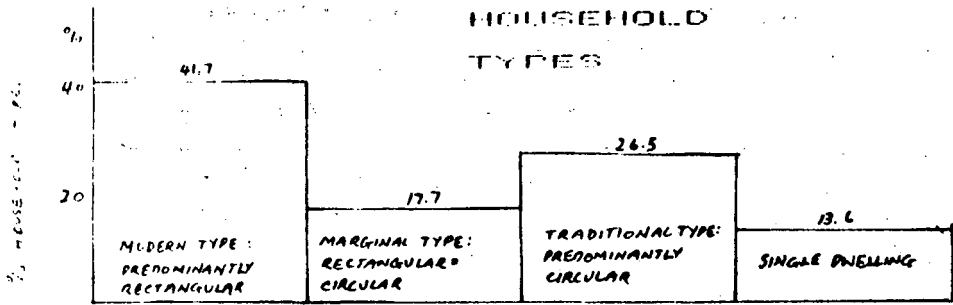 HOUSEHOLD
TYPES
%
40
20
41.7
17.7
26.5
13.6
MODERN TYPE:
PREDOMINANTLY
RECTANGULAR
MARGINAL TYPE:
RECTANGULAR =
CIRCULAR
TRADITIONAL TYPE:
PREDOMINANTLY
CIRCULAR
SINGLE DWELLING